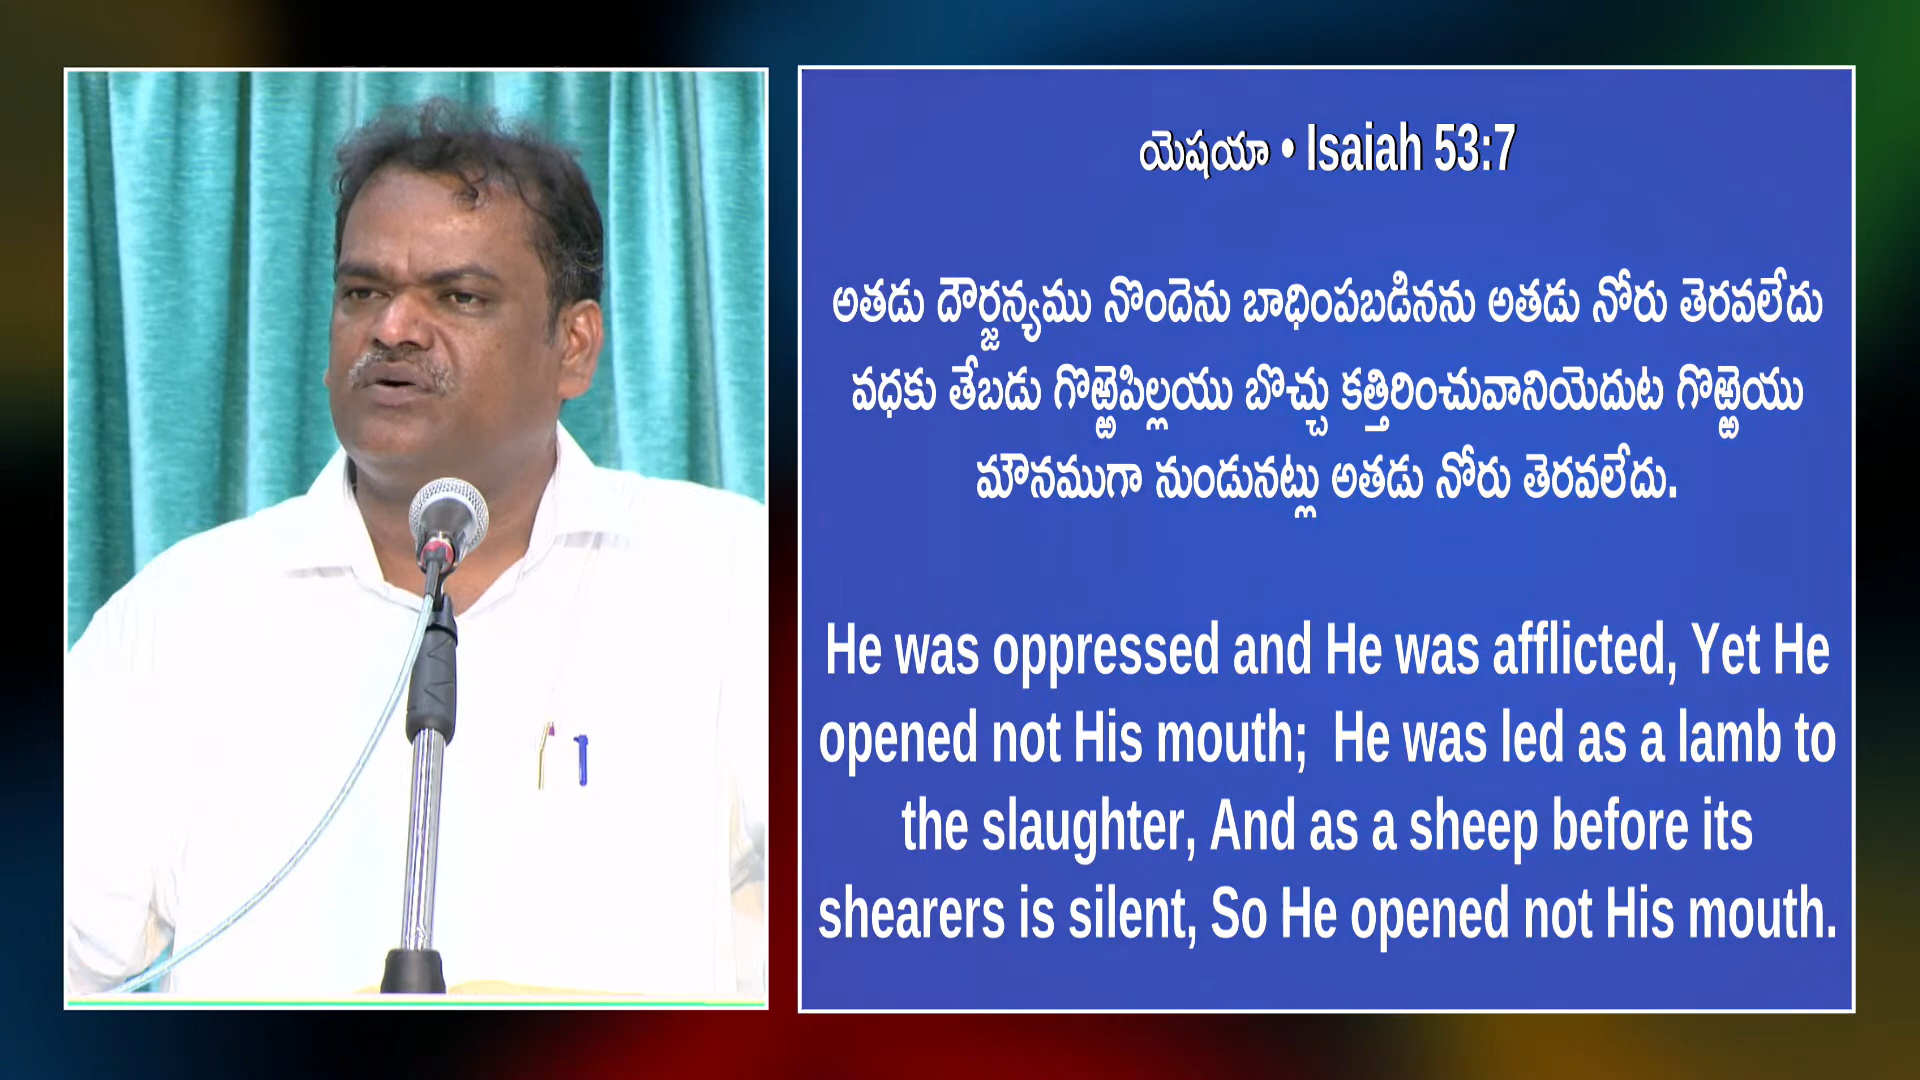 యెషయా • Isaiah 53:7
అతడు దౌర్జన్యము నొందెను బాధింపబడినను అతడు నోరు తెరవలేదు
వధకు తేబడు గొఱ్ఱెపిల్లయు బొచ్చు కత్తిరించువానియెదుట గొఱ్ఱెయు
మౌనముగా నుండునట్లు అతడు నోరు తెరవలేదు.
He was oppressed and He was afflicted, Yet He
opened not His mouth;  He was led as a lamb to
the slaughter, And as a sheep before its
shearers is silent, So He opened not His mouth.